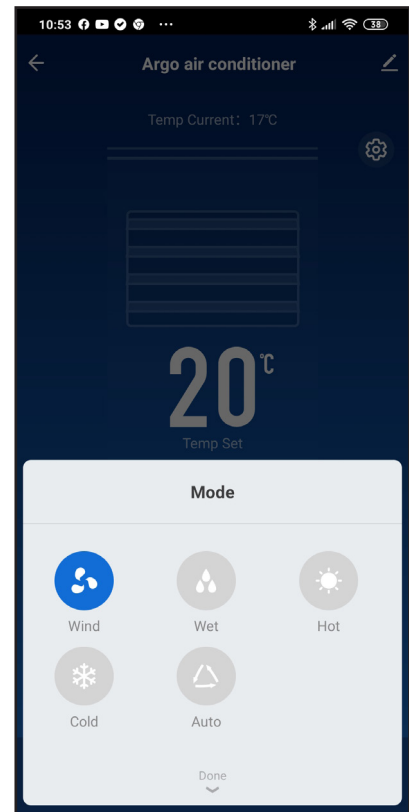 10:53 ... 38
Argo air conditioner
Temp Current: 17℃
20℃
Temp Set
Mode
Wind Wet Hot
Cold Auto
Done